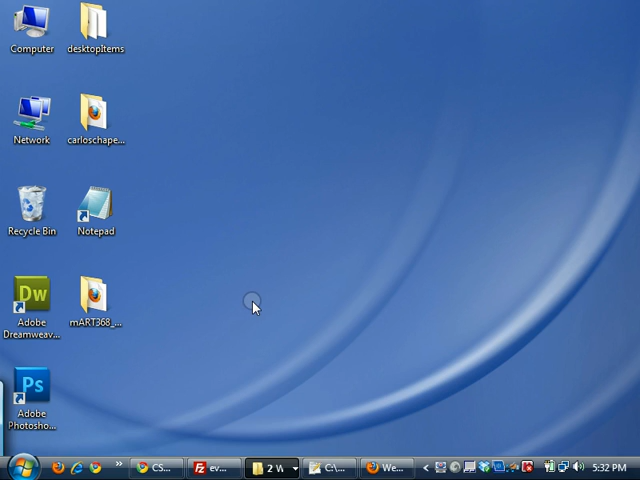 Computer
desktopItems
Network
carloschape...
Recycle Bin
Notepad
Dw
Adobe
Dreamweav...
mART368_...
Ps
Adobe
Photosho...
» CS... ev... 2 W C:\... We... < 5:32 PM